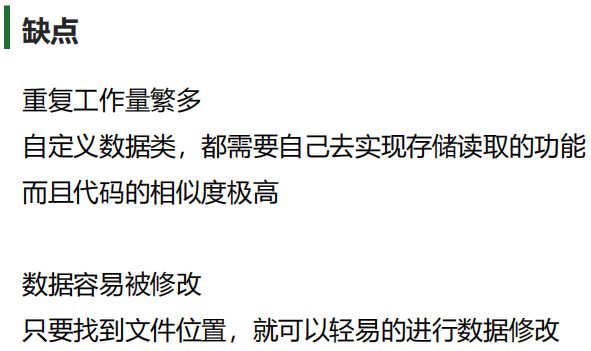 缺点
重复工作量繁多
自定义数据类，都需要自己去实现存储读取的功能
而且代码的相似度极高
数据容易被修改
只要找到文件位置，就可以轻易的进行数据修改